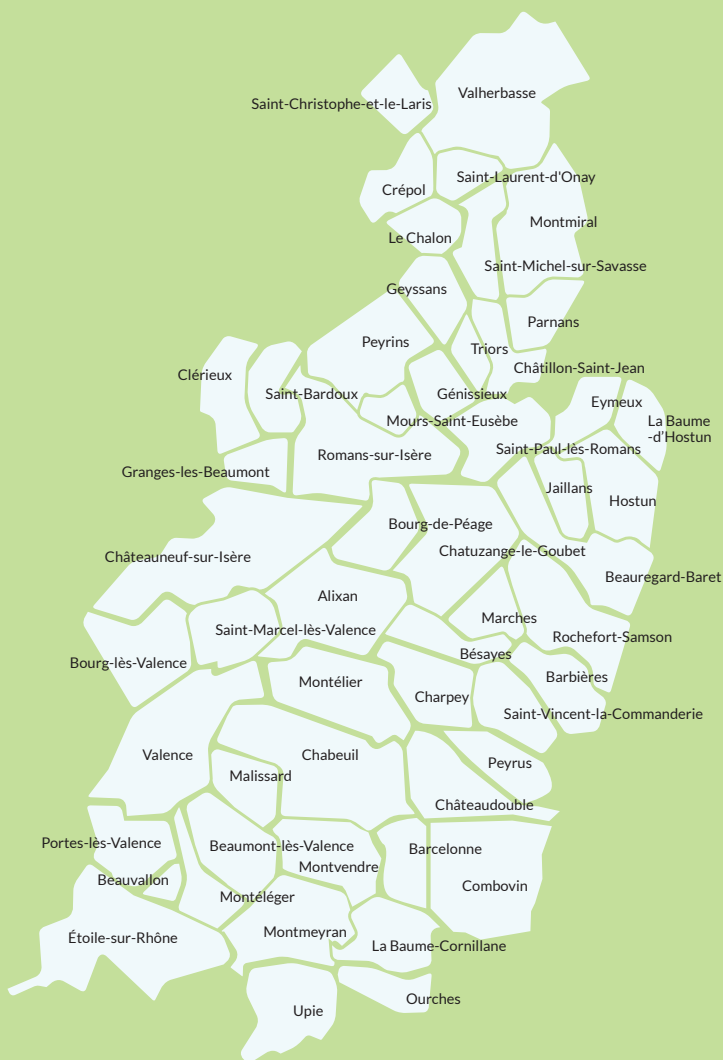 Valherbasse
Saint-Christophe-et-le-Laris
Saint-Laurent-d'Onay
Crépol
Montmiral
Le Chalon
Saint-Michel-sur-Savasse
Geyssans
Parnans
Peyrins
Triors
Châtillon-Saint-Jean
Clérieux
Saint-Bardoux
Génissieux
Eymeux
Mours-Saint-Eusèbe
La Baume
-d'Hostun
Saint-Paul-lès-Romans
Romans-sur-Isère
Granges-les-Beaumont
Jaillans
Hostun
Bourg-de-Péage
Chatuzange-le-Goubet
Châteauneuf-sur-Isère
Beauregard-Baret
Alixan
Marches
Saint-Marcel-lès-Valence
Rochefort-Samson
Bésayes
Bourg-lès-Valence
Barbières
Montélier
Charpey
Saint-Vincent-la-Commanderie
Valence
Chabeuil
Peyrus
Malissard
Châteaudouble
Portes-lès-Valence
Beaumont-lès-Valence
Barcelonne
Montvendre
Beauvallon
Combovin
Montéléger
Montmeyran
Étoile-sur-Rhône
La Baume-Cornillane
Ourches
Upie